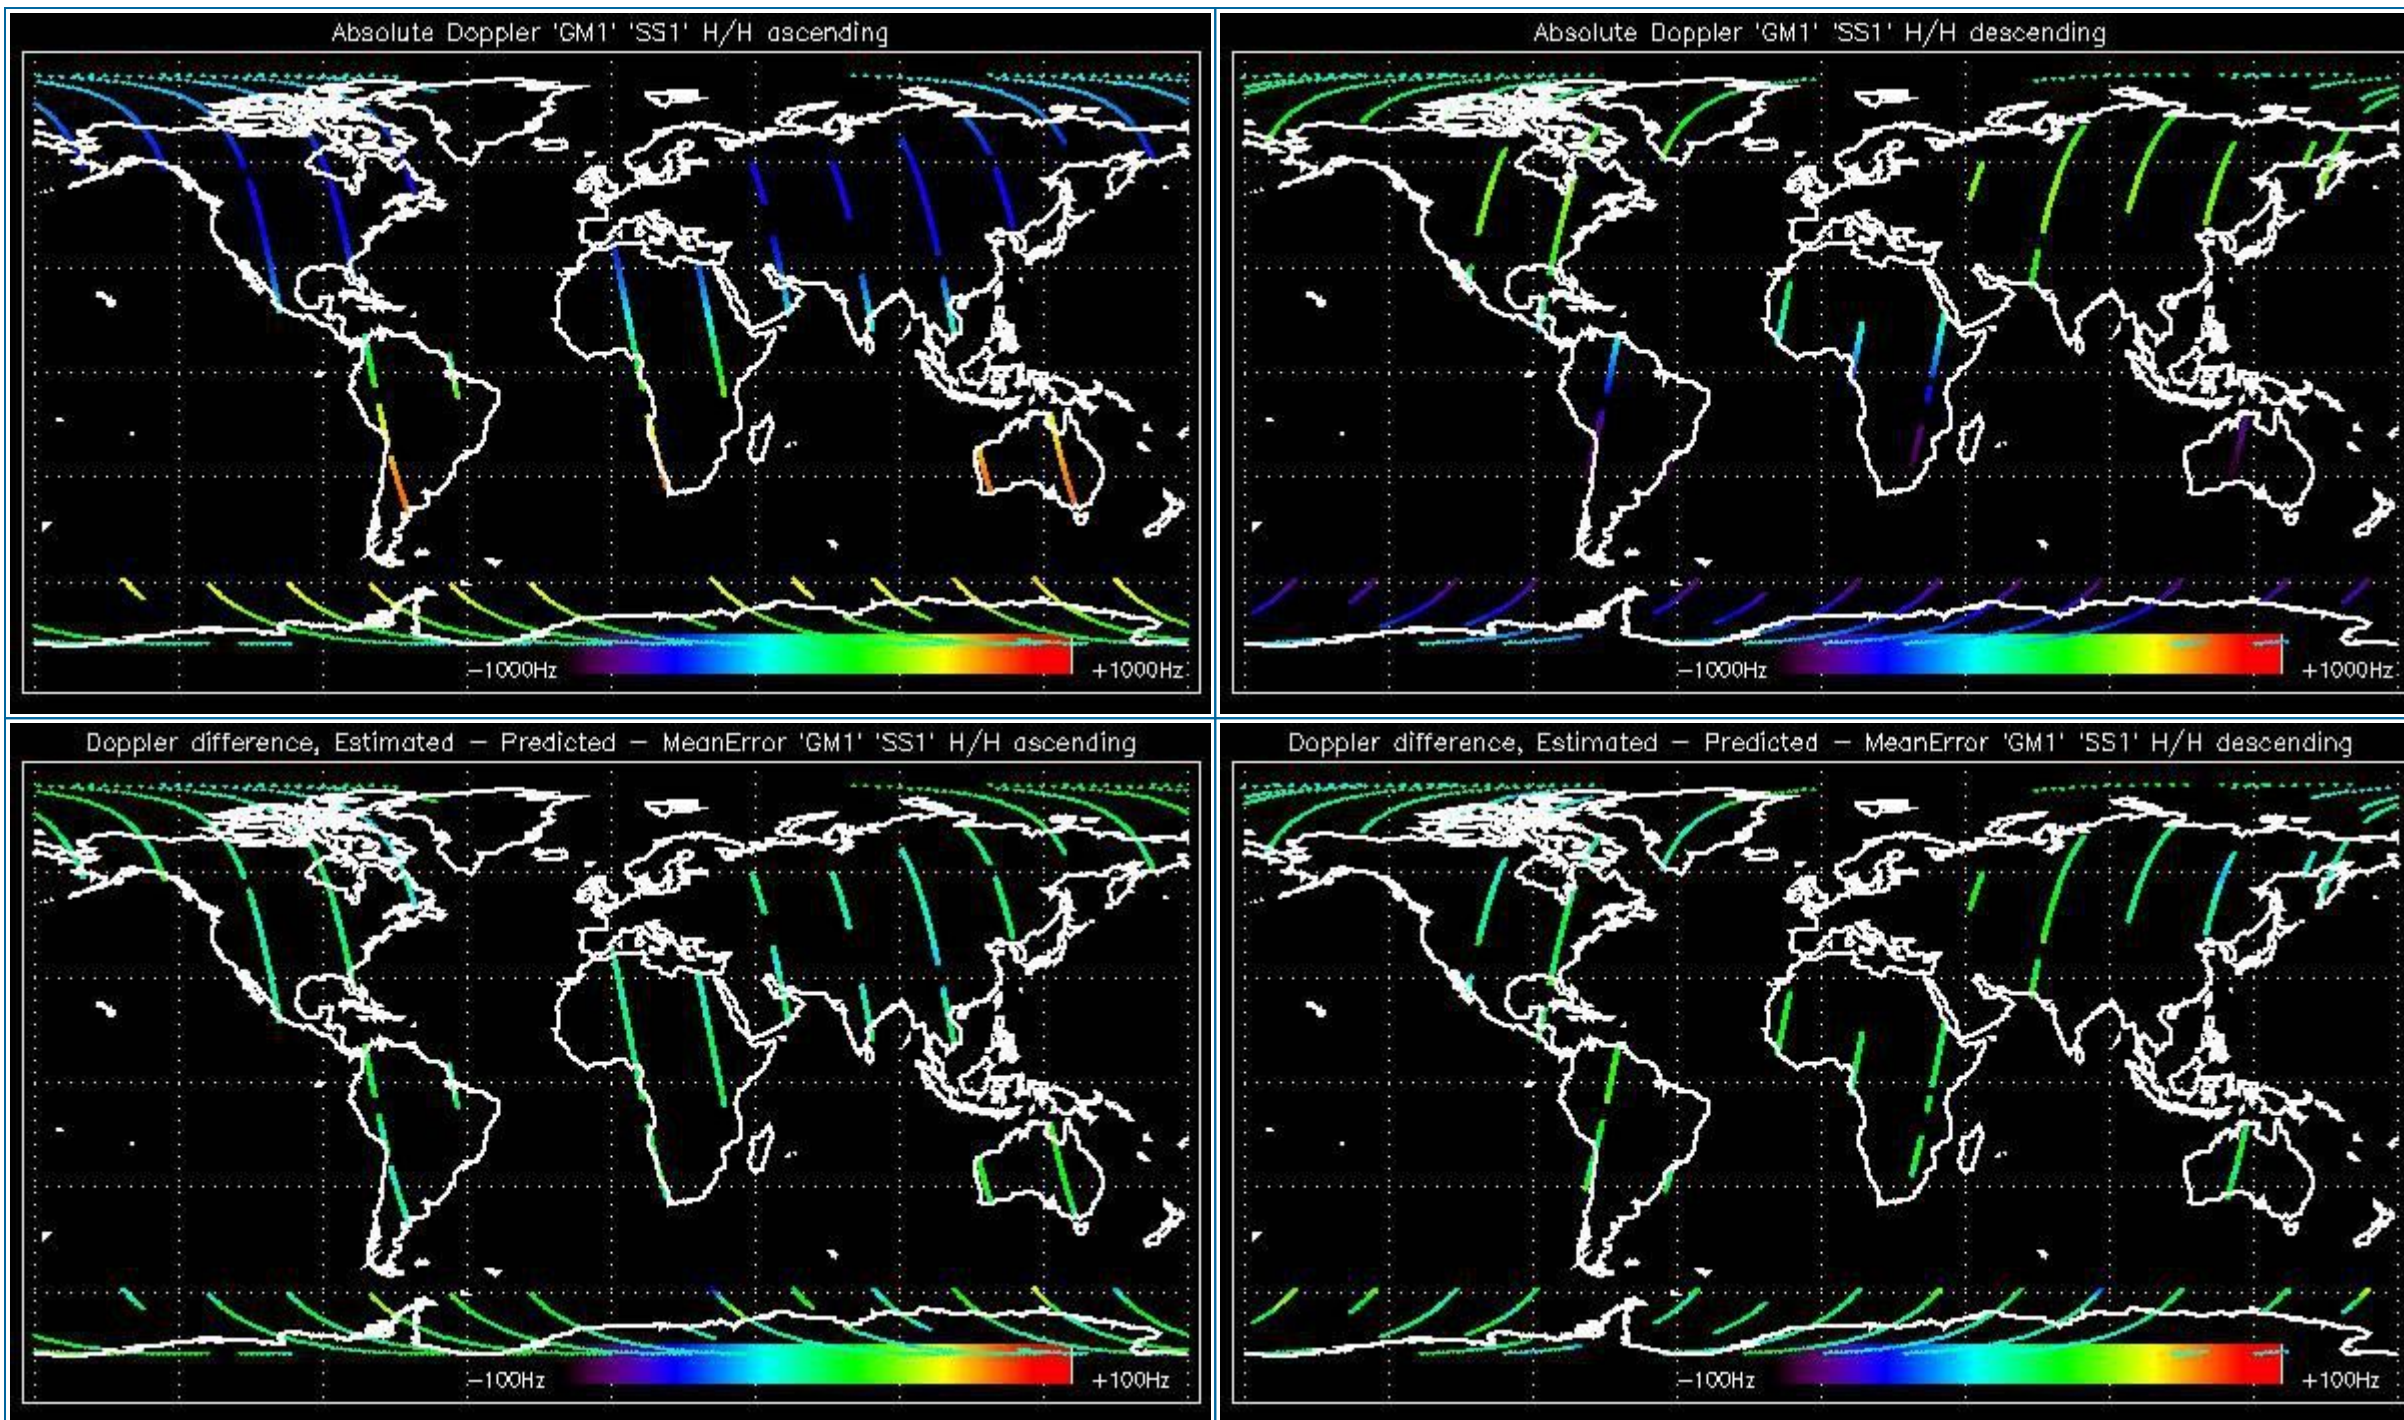 Absolute Doppler 'GM1' 'SS1' H/H ascending
-1000Hz
+1000Hz
Absolute Doppler 'GM1' 'SS1' H/H descending
-1000Hz
+1000Hz
Doppler difference, Estimated - Predicted - MeanError 'GM1' 'SS1' H/H ascending
-100Hz
+100Hz
Doppler difference, Estimated - Predicted - MeanError 'GM1' 'SS1' H/H descending
-100Hz
+100Hz